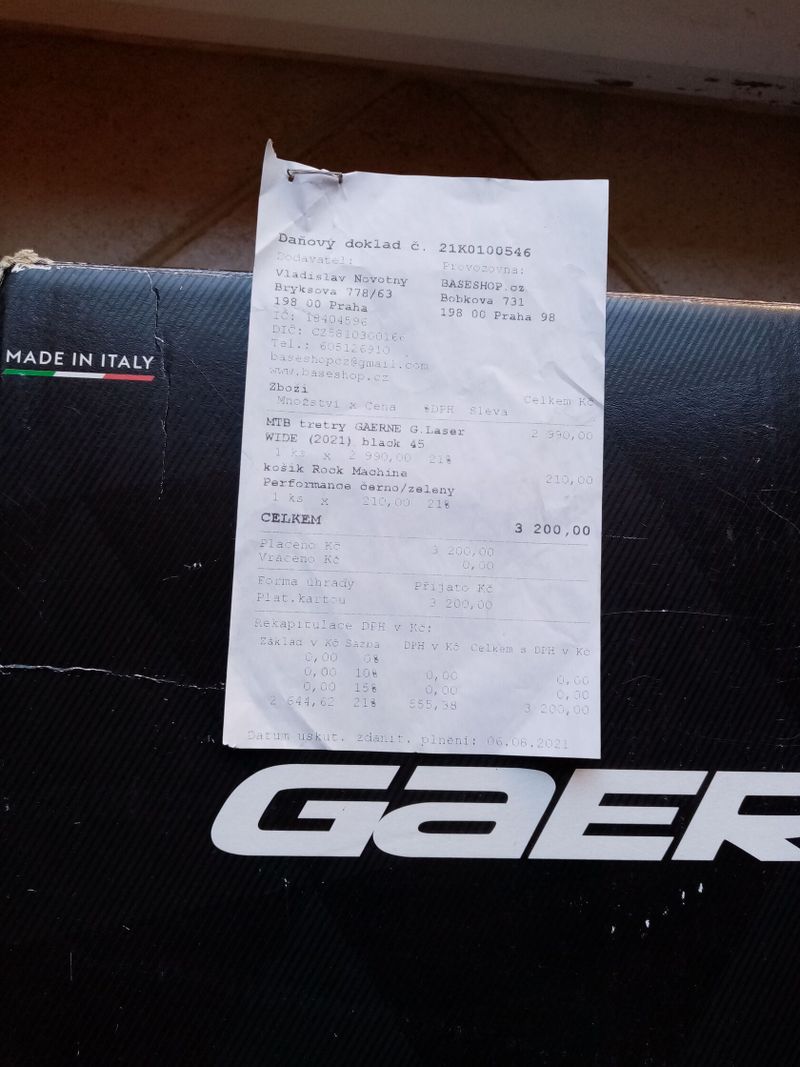 Daňový doklad č. 21K0100546
Dodavatel: Provozovna:
Vladislav Novotny BASESHOP.cz
Bryksova 778/63 Bobkova 731
198 00 Praha 198 00 Praha 98
IČ: 18404596
DIČ:
Tel.: 605126910
baseshopcz@gmail.com
www.baseshop.cz
Zbozi Celkem Kč
Množství x Cena %DPH Sleva
MTB tretry GAERNE G.Laser 2 990,00
WIDE (2021) black 45
1 ks x 2 990,00 21%
košík Rock Machine 210,00
Performance černo/zeleny
1 ks x 210,00 21%
CELKEM 3 200,00
Placeno Kč 3 200,00
Vráceno Kč 0,00
Forma úhrady Přijato Kč
Plat.kartou 3 200,00
Rekapitulace DPH v Kč:
Základ v Kč Sazba DPH v Kč Celkem s DPH v Kč
0,00 0%
0,00 10% 0,00 0,00
0,00 15% 0,00 0,00
2 644,62 21% 555,38 3 200,00
Datum uskut. zdanit. plnění: 06.08.2021
MADE IN ITALY
GAER